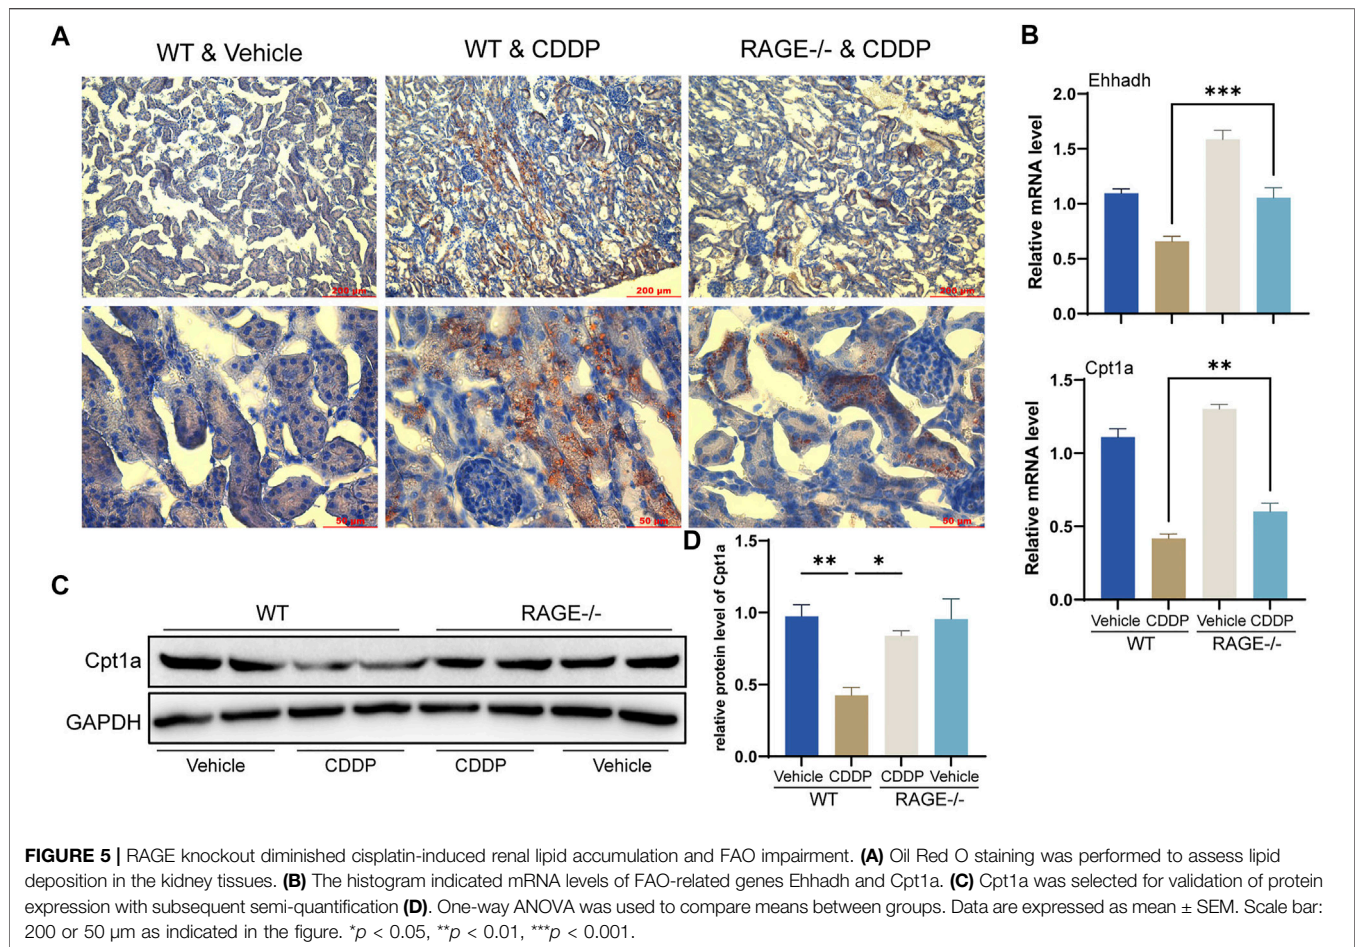 A
WT & Vehicle
WT & CDDP
RAGE-/- & CDDP
200 µm
200 µm
200 µm
50 µm
50 µm
50 µm
B
Ehhadh
Relative mRNA level
2.0
1.5
1.0
0.5
0.0
***
Cpt1a
Relative mRNA level
1.5
1.0
0.5
0.0
**
Vehicle CDDP Vehicle CDDP
WT RAGE-/-
C
WT RAGE-/-
Cpt1a
GAPDH
Vehicle CDDP CDDP Vehicle
D
relative protein level of Cpt1a
1.5
1.0
0.5
0.0
** *
Vehicle CDDP CDDP Vehicle
WT RAGE-/-
FIGURE 5 | RAGE knockout diminished cisplatin-induced renal lipid accumulation and FAO impairment. (A) Oil Red O staining was performed to assess lipid
deposition in the kidney tissues. (B) The histogram indicated mRNA levels of FAO-related genes Ehhadh and Cpt1a. (C) Cpt1a was selected for validation of protein
expression with subsequent semi-quantification (D). One-way ANOVA was used to compare means between groups. Data are expressed as mean ± SEM. Scale bar:
200 or 50 µm as indicated in the figure. *p < 0.05, **p < 0.01, ***p < 0.001.